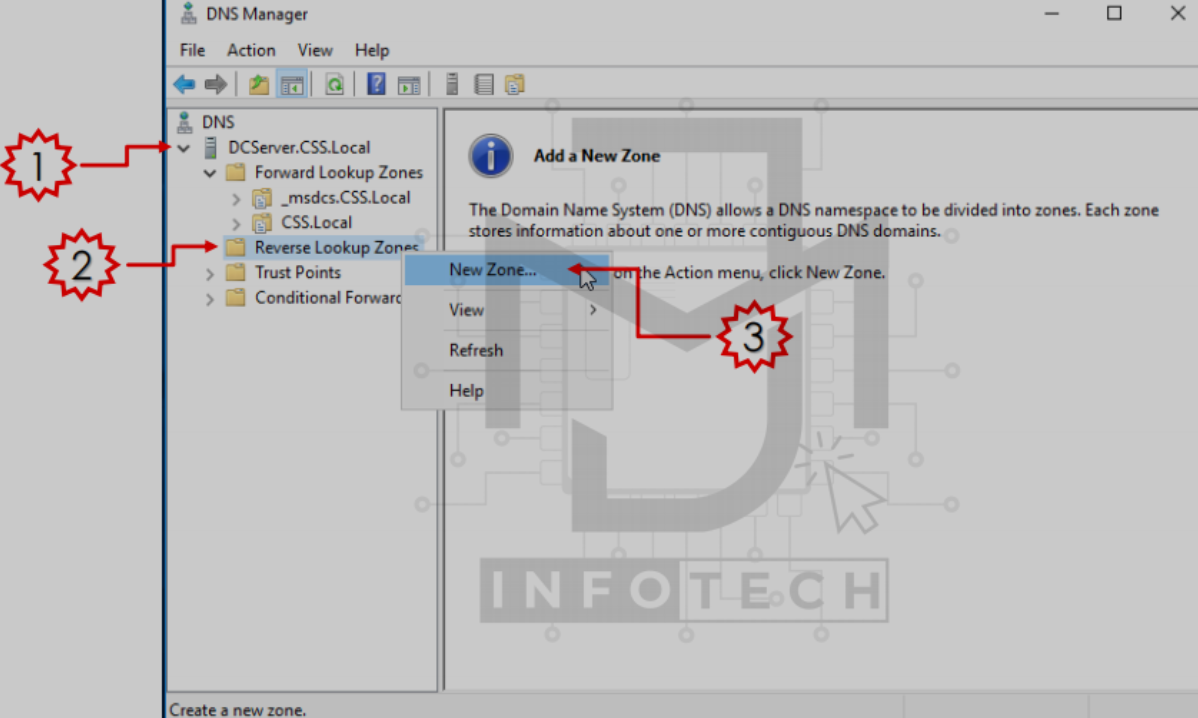 DNS Manager
File Action View Help
DNS
1
DCServer.CSS.Local
Forward Lookup Zones
_msdcs.CSS.Local
CSS.Local
2
Reverse Lookup Zones
Trust Points
Conditional Forward
New Zone...
View
Refresh
Help
3
Add a New Zone
The Domain Name System (DNS) allows a DNS namespace to be divided into zones. Each zone
stores information about one or more contiguous DNS domains.
on the Action menu, click New Zone.
MJ
INFOTECH
Create a new zone.